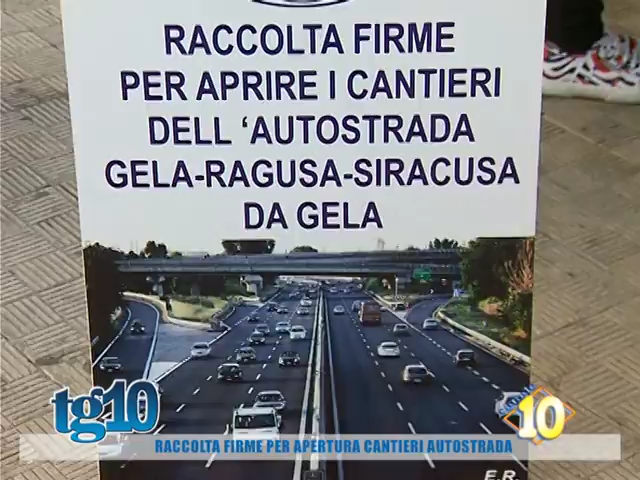 RACCOLTA FIRME
PER APRIRE I CANTIERI
DELL 'AUTOSTRADA
GELA-RAGUSA-SIRACUSA
DA GELA
tg10
10
RACCOLTA FIRME PER APERTURA CANTIERI AUTOSTRADA
E.R.